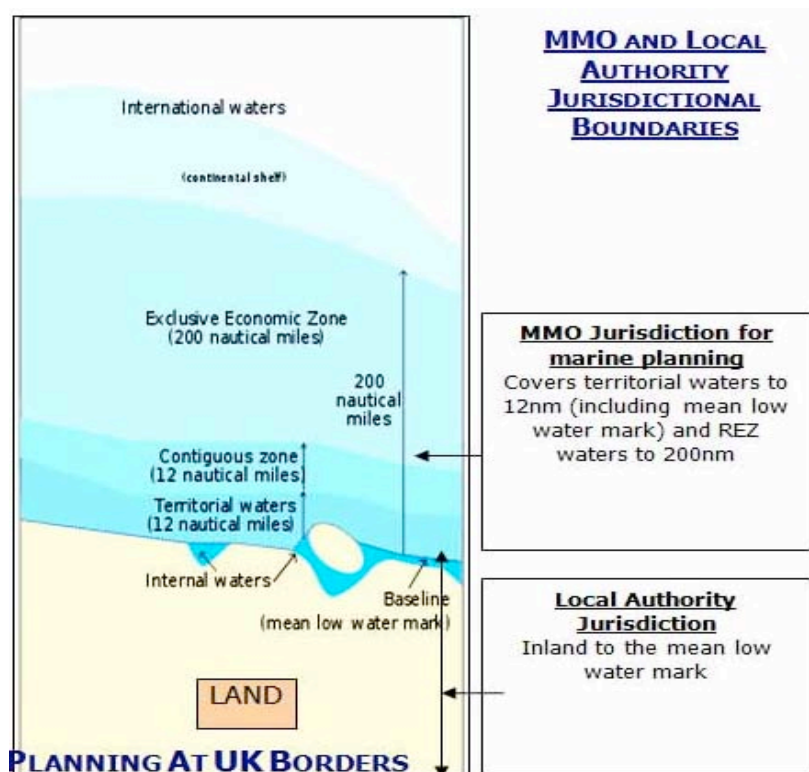 MMO AND LOCAL
AUTHORITY
JURISDICTIONAL
BOUNDARIES
International waters
(continental shelf)
Exclusive Economic Zone
(200 nautical miles)
200
nautical
miles
Contiguous zone
(12 nautical miles)
Territorial waters
(12 nautical miles)
Internal waters
Baseline
(mean low water mark)
LAND
PLANNING AT UK BORDERS
MMO Jurisdiction for
marine planning
Covers territorial waters to
12nm (including mean low
water mark) and REZ
waters to 200nm
Local Authority
Jurisdiction
Inland to the mean low
water mark